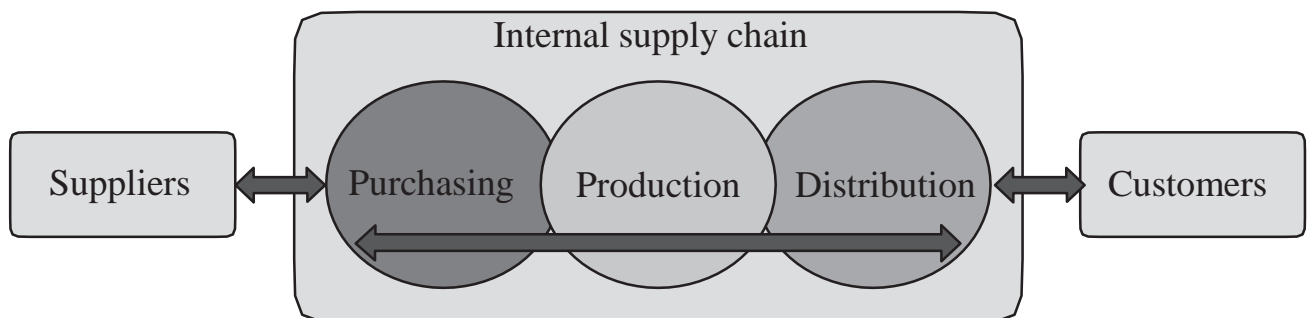 Internal supply chain
Suppliers
Purchasing
Production
Distribution
Customers